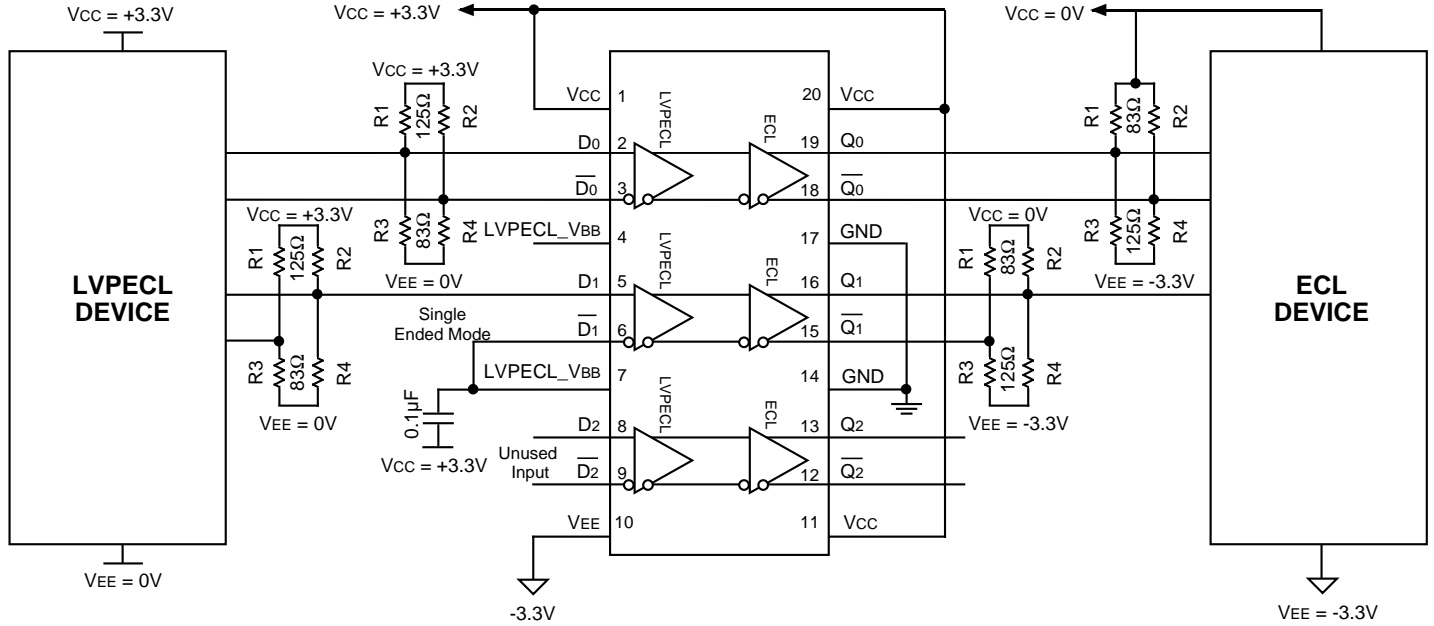 VCC = +3.3V
LVPECL
DEVICE
VEE = 0V
VCC = +3.3V
R1
125Ω
R2
R3
83Ω
R4
VEE = 0V
VCC = +3.3V
R1
125Ω
R2
R3
83Ω
R4
VEE = 0V
VCC = +3.3V
VCC
1
D0
2
D0
3
LVPECL_VBB
4
D1
5
Single
Ended Mode
D1
6
LVPECL_VBB
7
0.1µF
VCC = +3.3V
D2
8
Unused
Input
D2
9
VEE
10
-3.3V
LVPECL
ECL
LVPECL
ECL
LVPECL
ECL
20
VCC
19
Q0
18
Q0
17
GND
16
Q1
15
Q1
14
GND
13
Q2
12
Q2
11
VCC
VCC = 0V
R1
83Ω
R2
R3
125Ω
R4
VEE = -3.3V
VCC = 0V
R1
83Ω
R2
R3
125Ω
R4
VEE = -3.3V
ECL
DEVICE
VEE = -3.3V